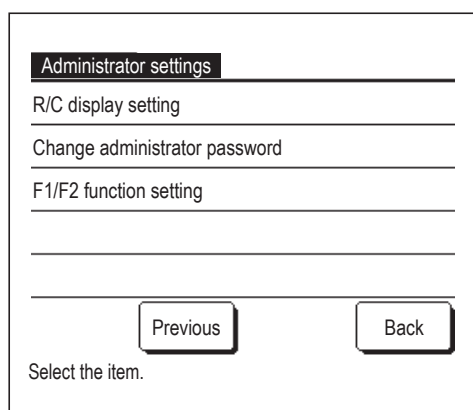 Administrator settings
R/C display setting
Change administrator password
F1/F2 function setting
Previous Back
Select the item.